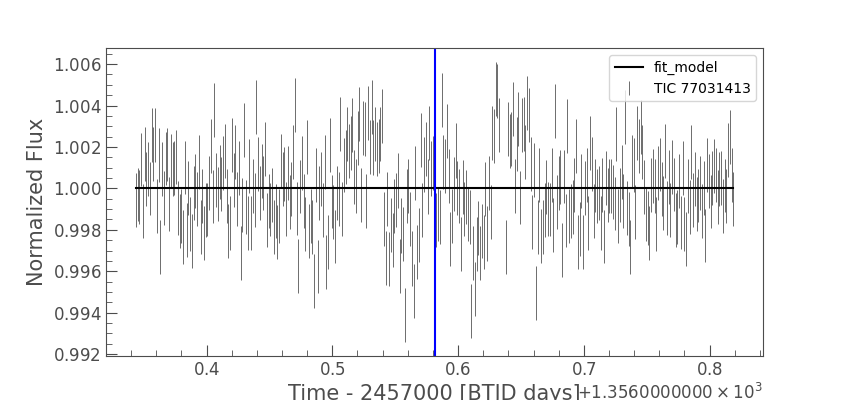 fit_model
TIC 77031413
Normalized Flux
1.006
1.004
1.002
1.000
0.998
0.996
0.994
0.992
0.4
0.5
0.6
0.7
0.8
Time - 2457000 [BTJD days]
+1.3560000000 × 10³